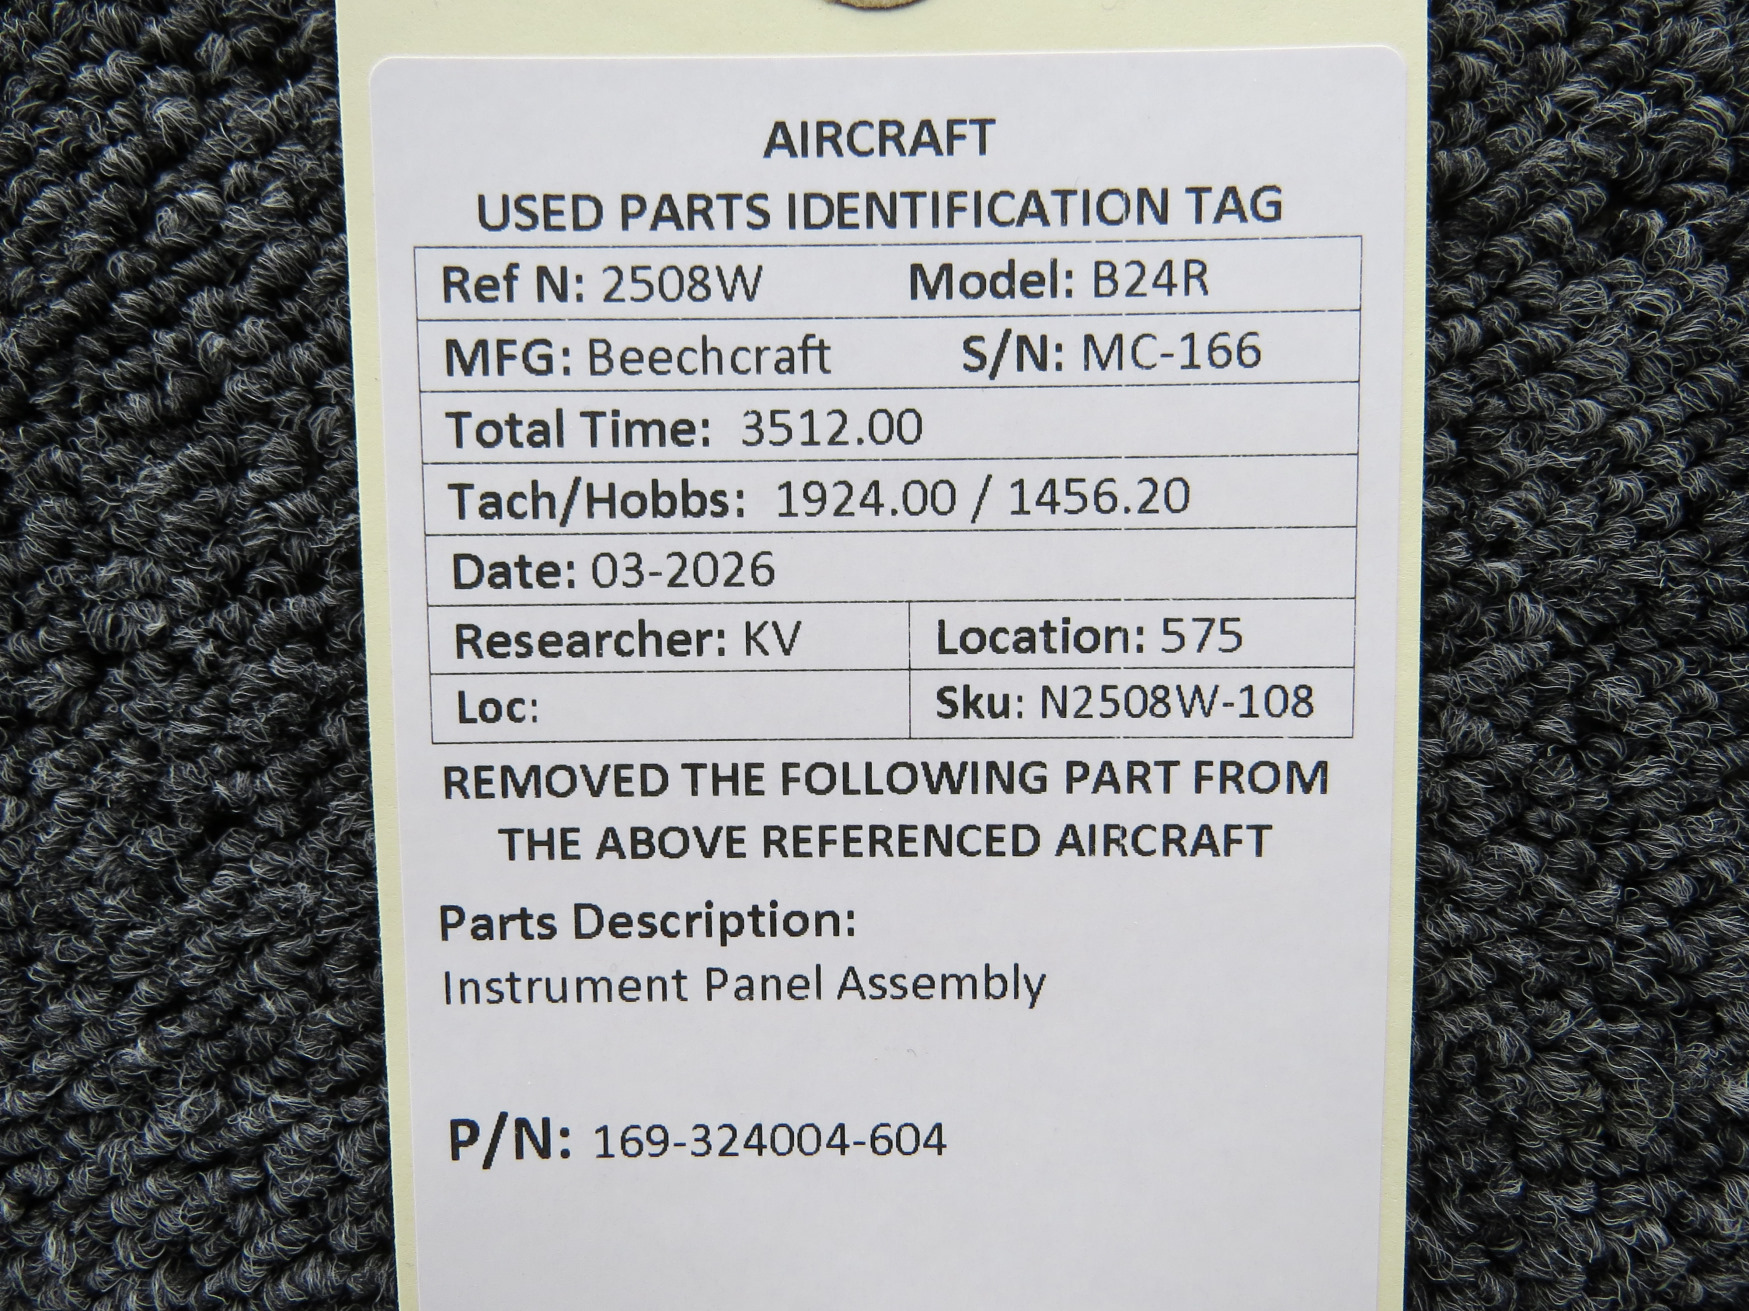 AIRCRAFT
USED PARTS IDENTIFICATION TAG
Ref N: 2508W Model: B24R
MFG: Beechcraft S/N: MC-166
Total Time: 3512.00
Tach/Hobbs: 1924.00 / 1456.20
Date: 03-2026
Researcher: KV Location: 575
Loc: Sku: N2508W-108
REMOVED THE FOLLOWING PART FROM
THE ABOVE REFERENCED AIRCRAFT
Parts Description:
Instrument Panel Assembly
P/N: 169-324004-604